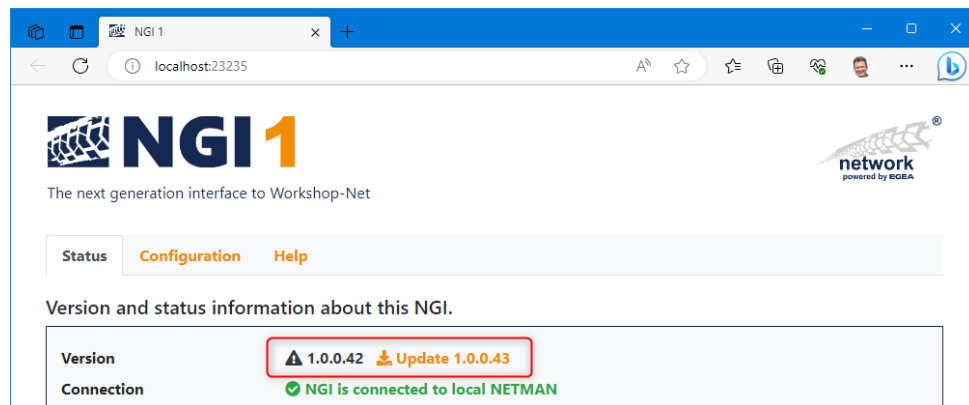 NGI 1
localhost:23235
NGI 1
®
network
powered by EGEA
The next generation interface to Workshop-Net
Status Configuration Help
Version and status information about this NGI.
Version 1.0.0.42 Update 1.0.0.43
Connection NGI is connected to local NETMAN